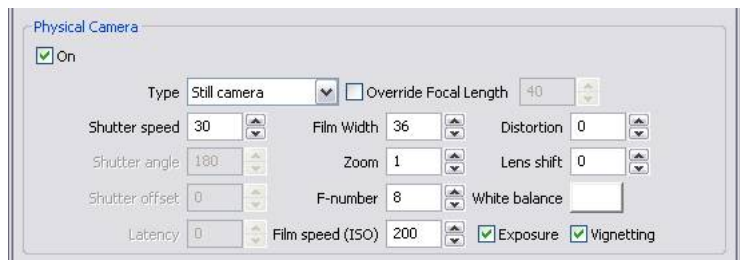 Physical Camera
On
Type Still camera Override Focal Length 40
Shutter speed 30 Film Width 36 Distortion 0
Shutter angle 180 Zoom 1 Lens shift 0
Shutter offset 0 F-number 8 White balance
Latency 0 Film speed (ISO) 200 Exposure Vignetting